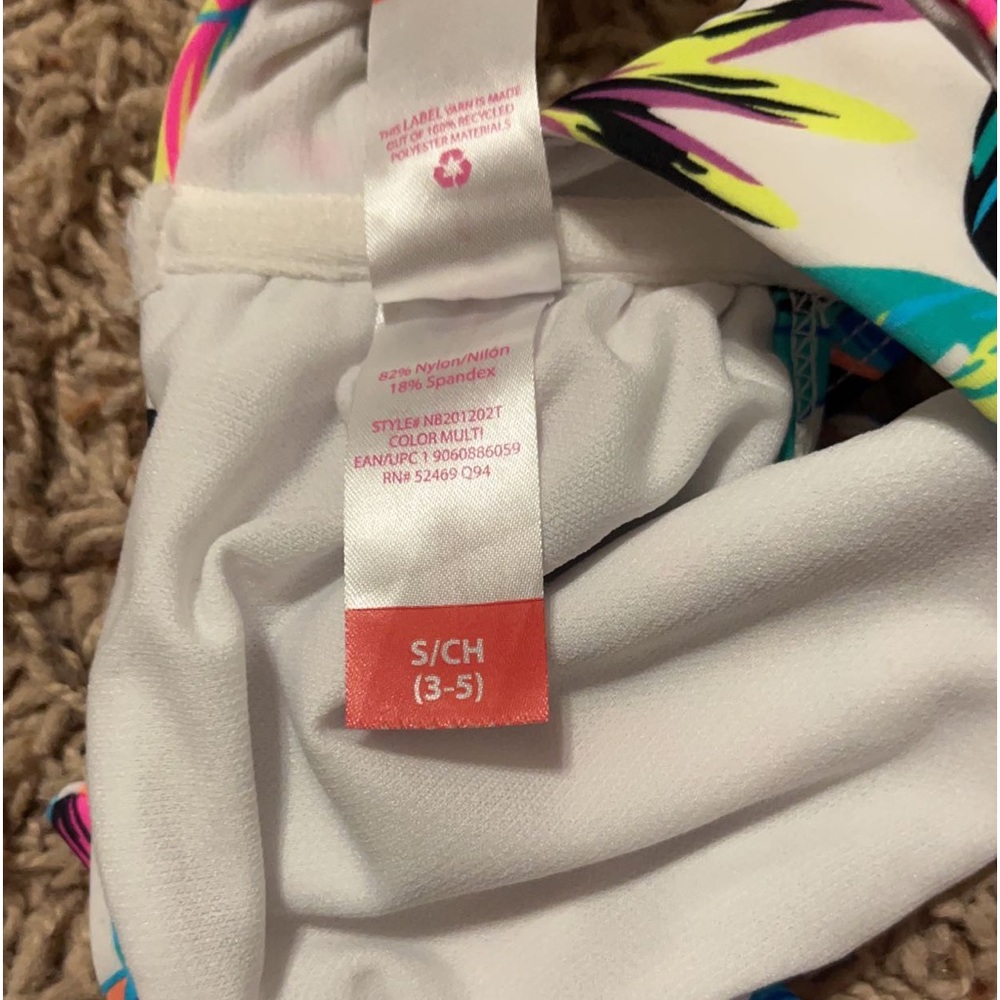 THIS LABEL YARN IS MADE
OUT OF 100% RECYCLED
POLYESTER MATERIALS
82% Nylon/Nilón
18% Spandex
STYLE# NB201202T
COLOR MULTI
EAN/UPC 1 9060886059
RN# 52469 Q94
S/CH
(3-5)